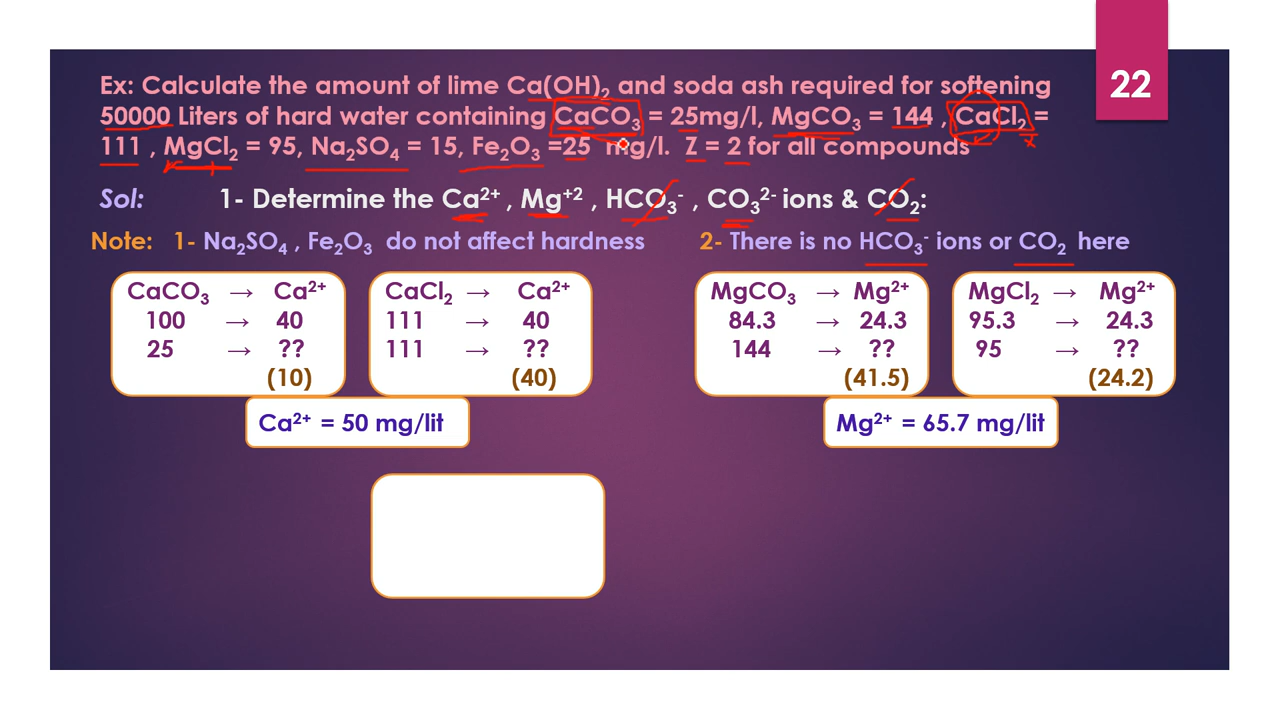 22
Ex: Calculate the amount of lime Ca(OH)₂ and soda ash required for softening
50000 Liters of hard water containing CaCO₃ = 25mg/l, MgCO₃ = 144 , CaCl₂ =
111 , MgCl₂ = 95, Na₂SO₄ = 15, Fe₂O₃ =25 mg/l. Z = 2 for all compounds
Sol: 1- Determine the Ca²⁺ , Mg⁺² , HCO₃⁻ , CO₃²⁻ ions & CO₂:
Note: 1- Na₂SO₄ , Fe₂O₃ do not affect hardness 2- There is no HCO₃⁻ ions or CO₂ here
CaCO₃ → Ca²⁺
100 → 40
25 → ??
(10)
CaCl₂ → Ca²⁺
111 → 40
111 → ??
(40)
Ca²⁺ = 50 mg/lit
MgCO₃ → Mg²⁺
84.3 → 24.3
144 → ??
(41.5)
MgCl₂ → Mg²⁺
95.3 → 24.3
95 → ??
(24.2)
Mg²⁺ = 65.7 mg/lit